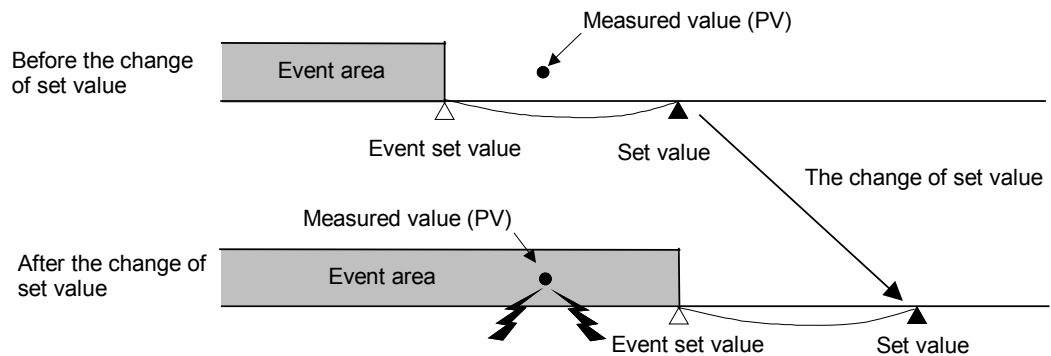 Measured value (PV)
Before the change
of set value
Event area
Event set value
Set value
The change of set value
Measured value (PV)
After the change of
set value
Event area
Event set value
Set value